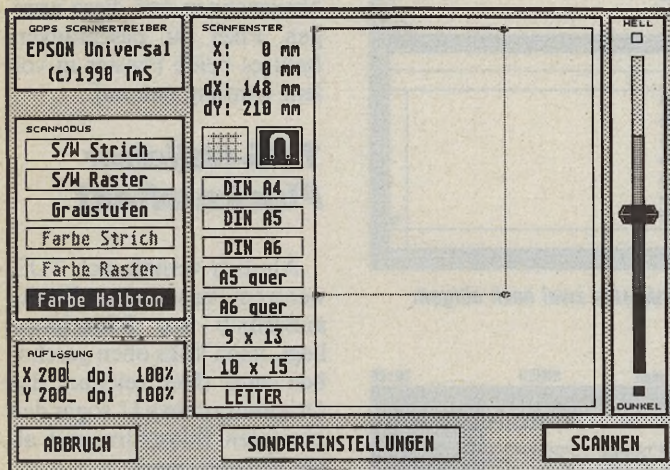 GDPS SCANNERTREIBER
EPSON Universal
(c)1990 TmS
SCANMODUS
S/W Strich
S/W Raster
Graustufen
Farbe Strich
Farbe Raster
Farbe Halbton
AUFLöSUNG
X 200 dpi 100%
Y 200_ dpi 100%
SCANFENSTER
X: 0 mm
Y: 0 mm
dX: 148 mm
dY: 210 mm
DIN A4
DIN A5
DIN A6
A5 quer
A6 quer
9 x 13
10 x 15
LETTER
HELL
DUNKEL
ABBRUCH
SONDEREINSTELLUNGEN
SCANNEN